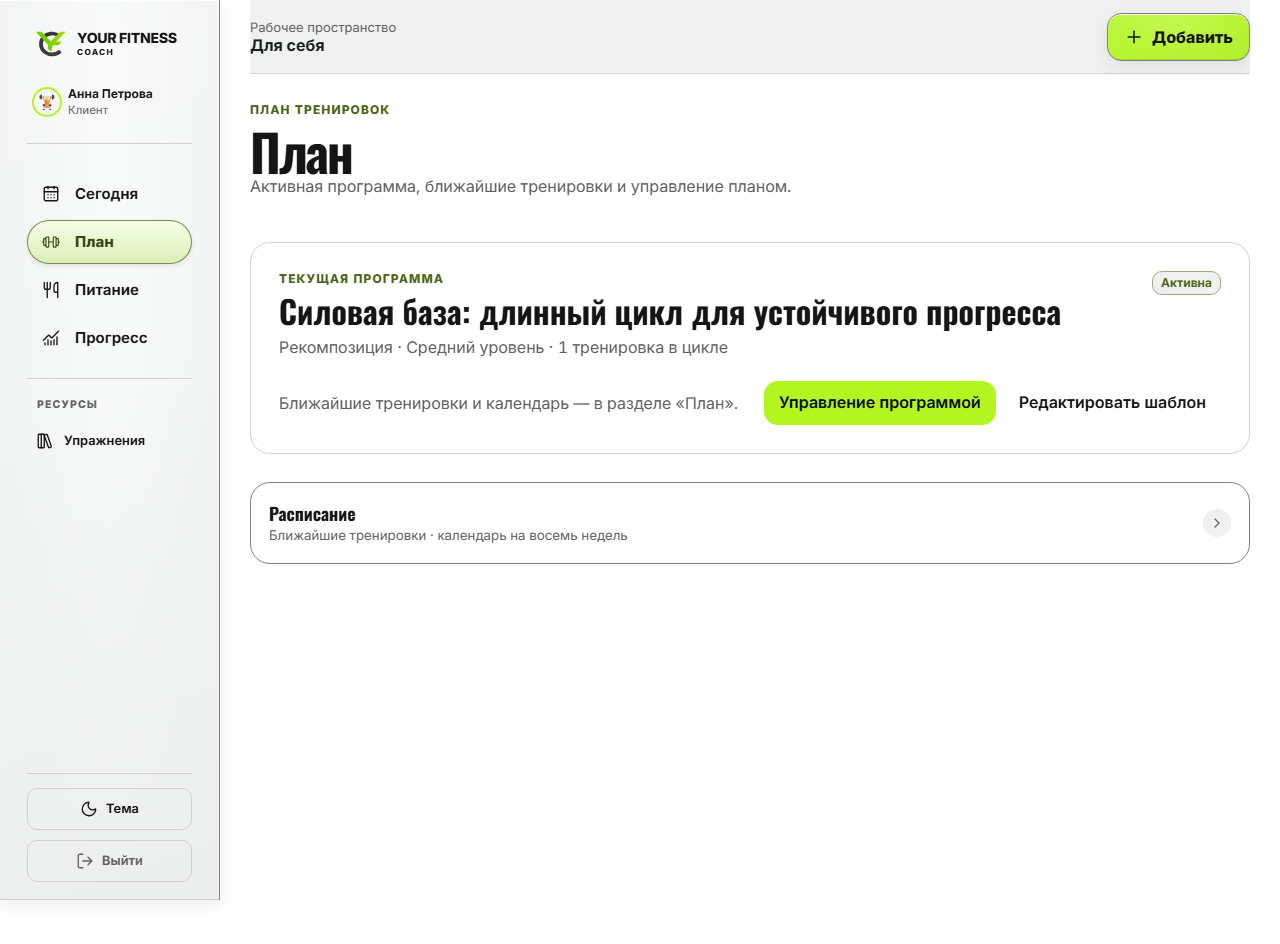 YOUR FITNESS
COACH
Анна Петрова
Клиент
Сегодня
План
Питание
Прогресс
РЕСУРСЫ
Упражнения
Тема
Выйти
Рабочее пространство
Для себя
Добавить
ПЛАН ТРЕНИРОВОК
План
Активная программа, ближайшие тренировки и управление планом.
ТЕКУЩАЯ ПРОГРАММА
Активна
Силовая база: длинный цикл для устойчивого прогресса
Рекомпозиция · Средний уровень · 1 тренировка в цикле
Ближайшие тренировки и календарь — в разделе «План».
Управление программой
Редактировать шаблон
Расписание
Ближайшие тренировки · календарь на восемь недель